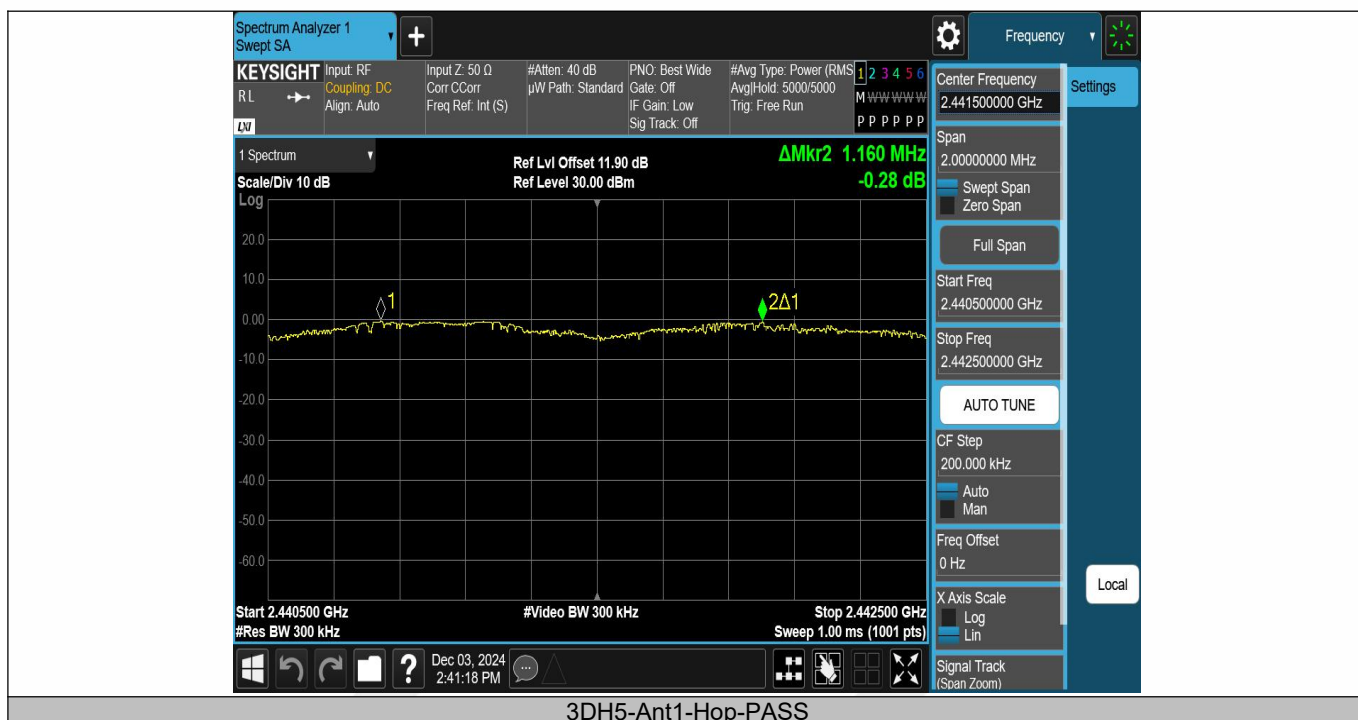 Spectrum Analyzer 1
Swept SA
+
Frequency
KEYSIGHT
RL
LXI
Input: RF
Coupling: DC
Align: Auto
Input Z: 50 Ω
Corr CCorr
Freq Ref: Int (S)
#Atten: 40 dB
µW Path: Standard
PNO: Best Wide
Gate: Off
IF Gain: Low
Sig Track: Off
#Avg Type: Power (RMS
Avg|Hold: 5000/5000
Trig: Free Run
1 2 3 4 5 6
M W W W W W
P P P P P P
1 Spectrum
Scale/Div 10 dB
Log
Ref Lvl Offset 11.90 dB
Ref Level 30.00 dBm
ΔMkr2 1.160 MHz
-0.28 dB
20.0
10.0
0.00
-10.0
-20.0
-30.0
-40.0
-50.0
-60.0
1
2Δ1
Start 2.440500 GHz
#Res BW 300 kHz
#Video BW 300 kHz
Stop 2.442500 GHz
Sweep 1.00 ms (1001 pts)
Center Frequency
2.441500000 GHz
Settings
Span
2.00000000 MHz
Swept Span
Zero Span
Full Span
Start Freq
2.440500000 GHz
Stop Freq
2.442500000 GHz
AUTO TUNE
CF Step
200.000 kHz
Auto
Man
Freq Offset
0 Hz
X Axis Scale
Log
Lin
Local
Signal Track
(Span Zoom)
?
Dec 03, 2024
2:41:18 PM
3DH5-Ant1-Hop-PASS